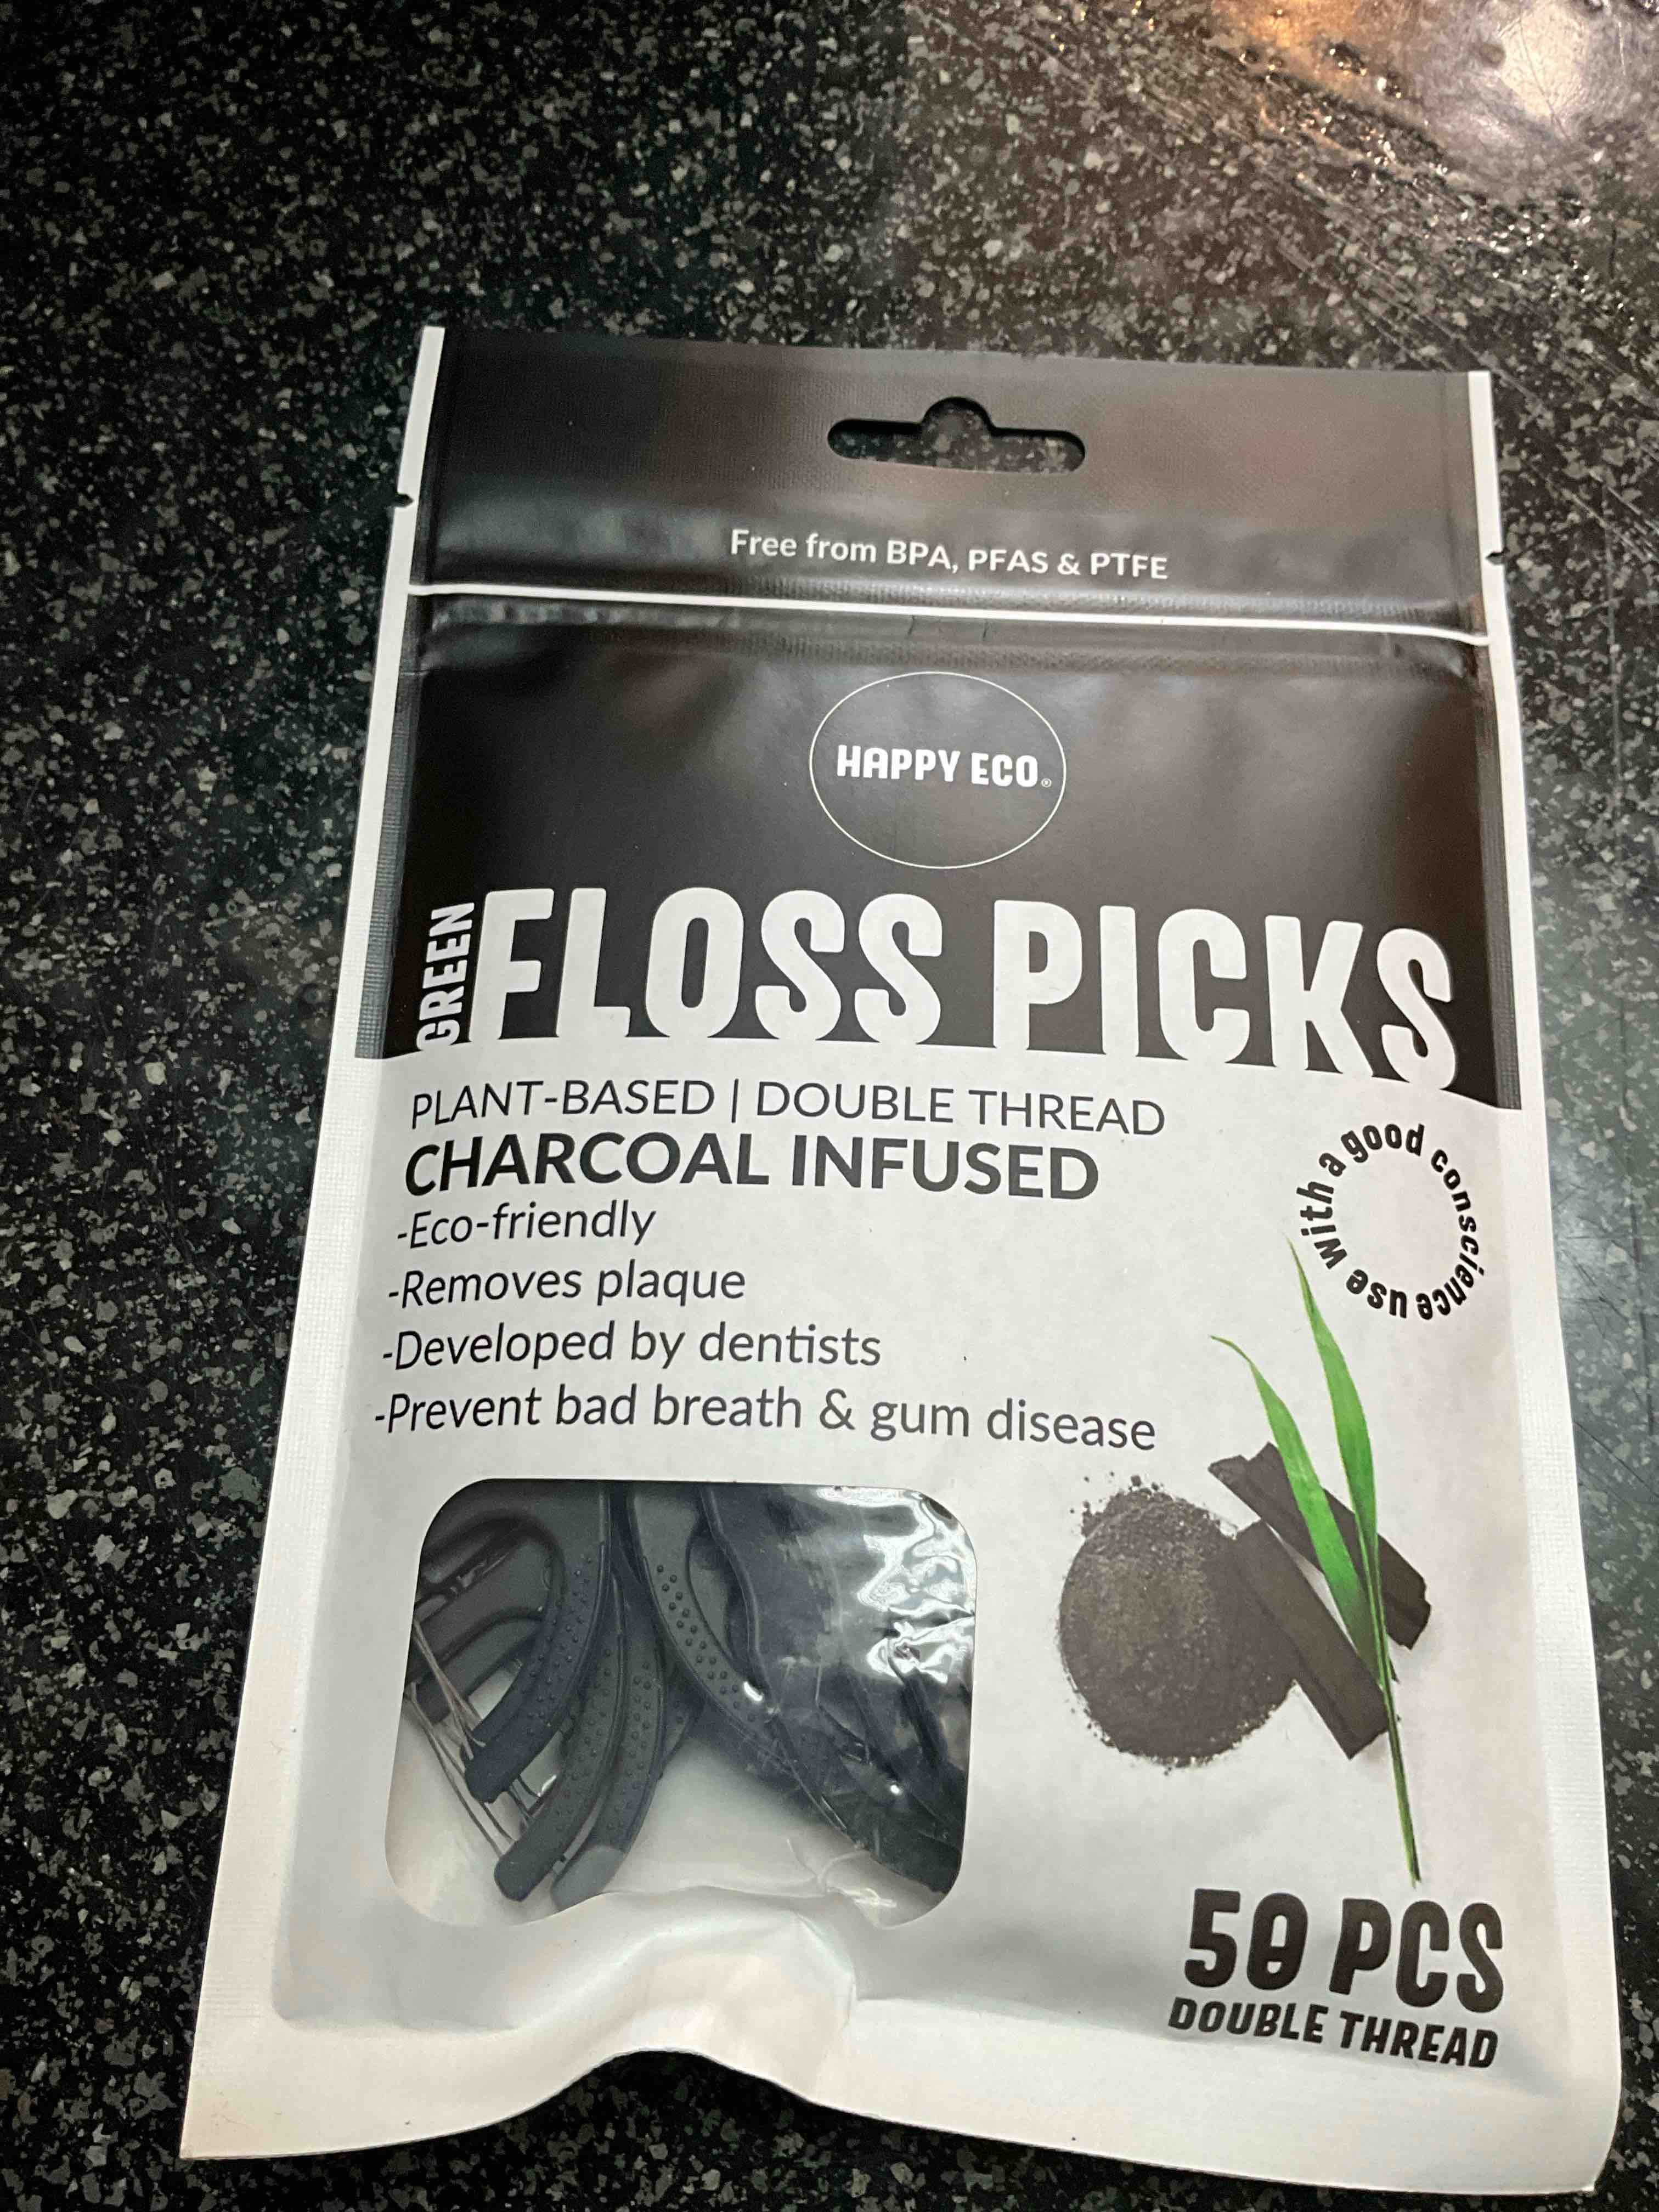 Free from BPA, PFAS & PTFE
HAPPY ECO®
GREEN FLOSS PICKS
PLANT-BASED | DOUBLE THREAD
CHARCOAL INFUSED
-Eco-friendly
-Removes plaque
-Developed by dentists
-Prevent bad breath & gum disease
use with a good conscience
50 PCS
DOUBLE THREAD